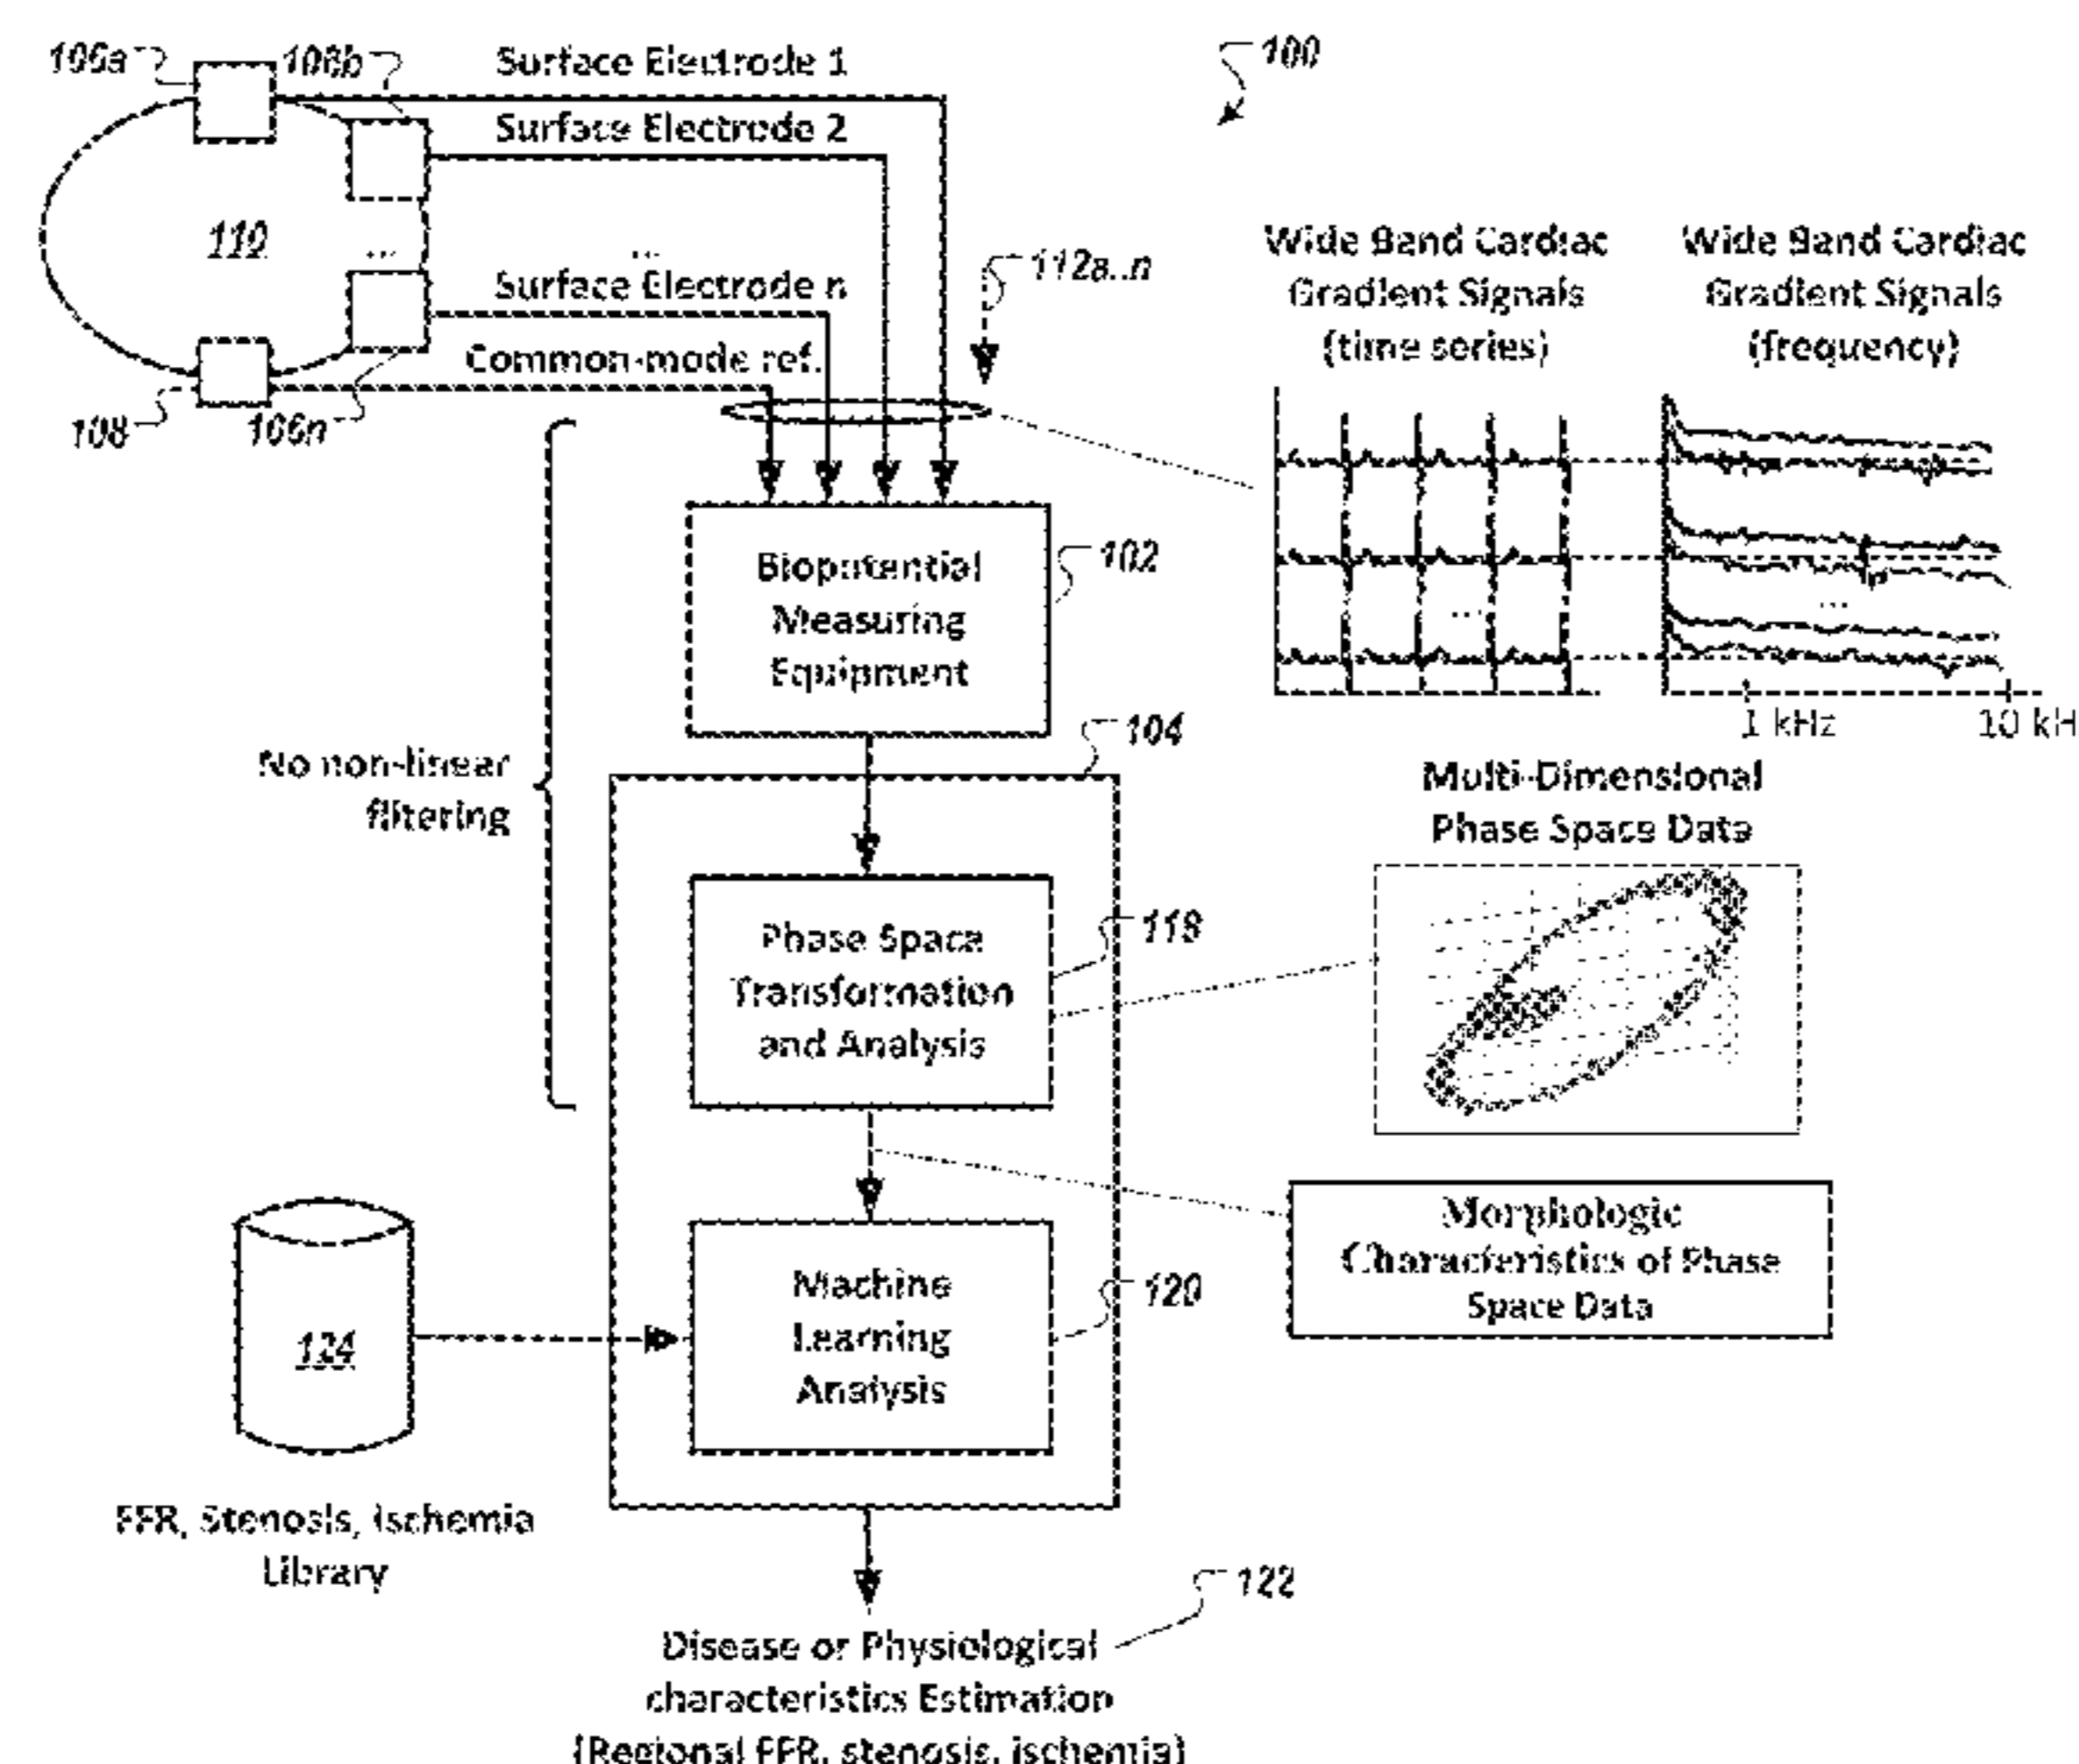 106a
106b
Surface Electrode 1
100
Surface Electrode 2
110
...
...
112a..n
Surface Electrode n
Common-mode ref.
108
106n
Wide Band Cardiac
Gradient Signals
(time series)
Wide Band Cardiac
Gradient Signals
(frequency)
...
...
1 kHz
10 kH
Biopotential
Measuring
Equipment
102
104
No non-linear
filtering
Multi-Dimensional
Phase Space Data
Phase Space
Transformation
and Analysis
118
Morphologic
Characteristics of Phase
Space Data
Machine
Learning
Analysis
120
124
FFR, Stenosis, Ischemia
Library
122
Disease or Physiological
characteristics Estimation
(Regional FFR, stenosis, ischemia)